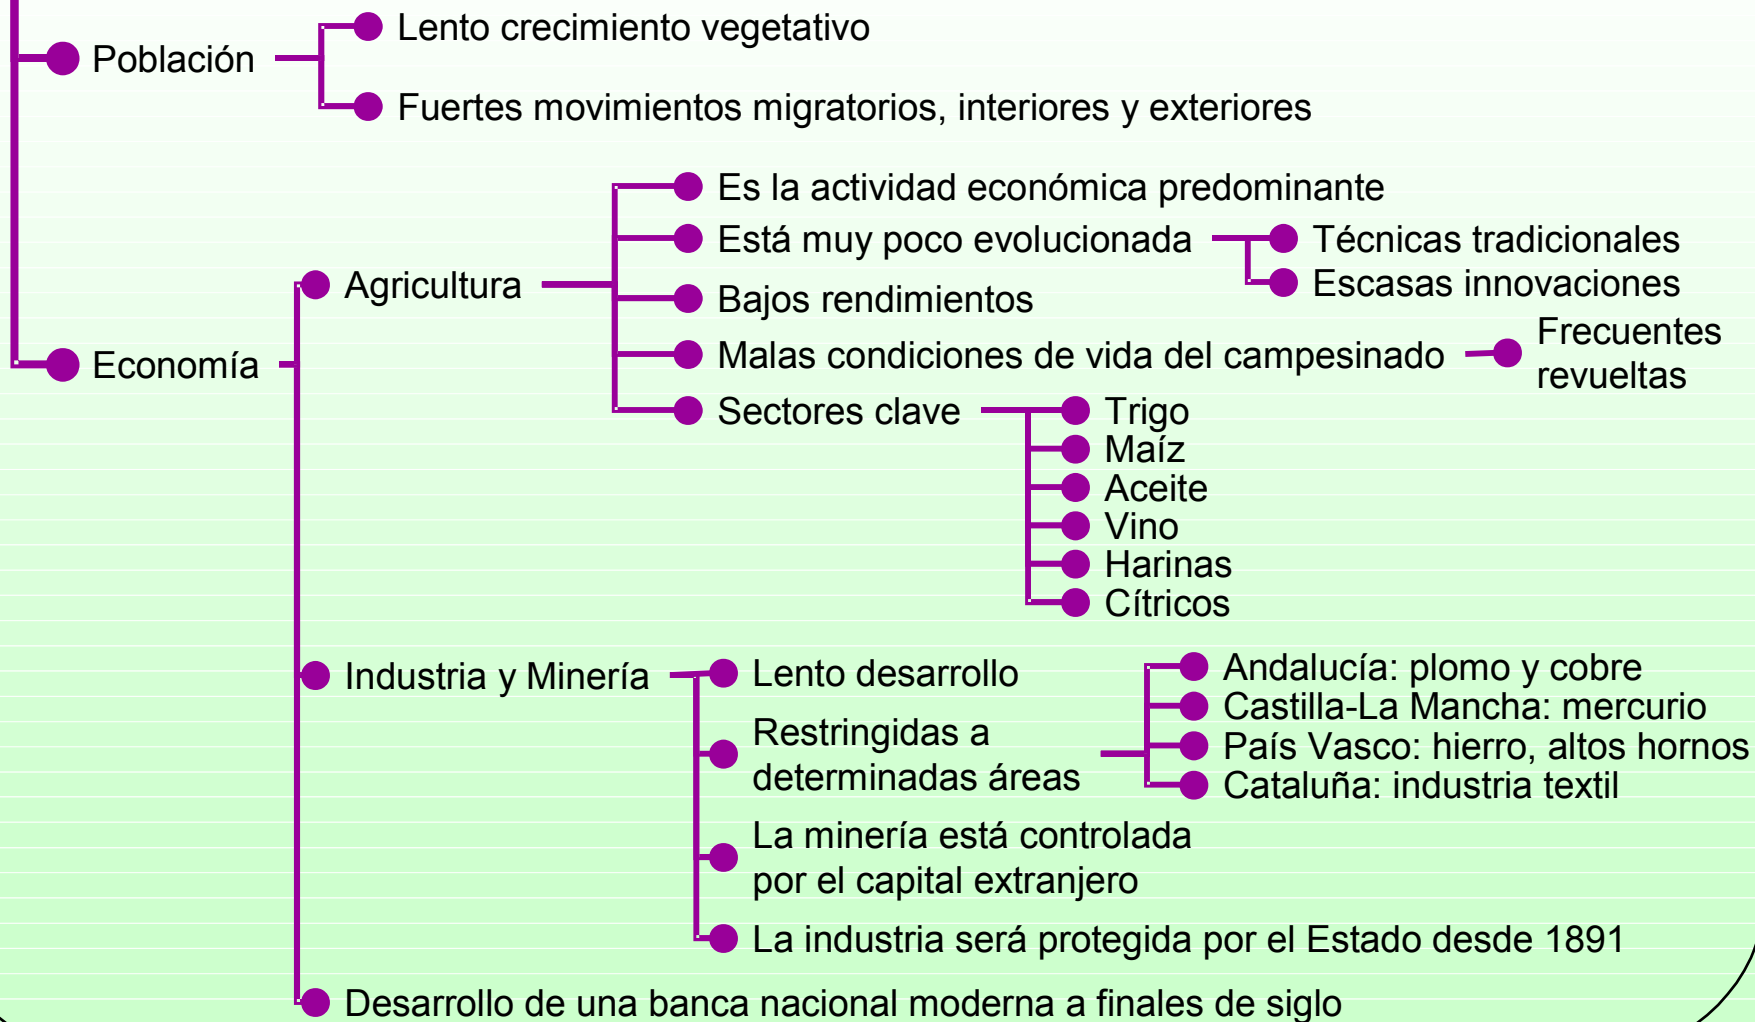 Población
Lento crecimiento vegetativo
Fuertes movimientos migratorios, interiores y exteriores
Economía
Agricultura
Es la actividad económica predominante
Está muy poco evolucionada
Técnicas tradicionales
Escasas innovaciones
Bajos rendimientos
Malas condiciones de vida del campesinado
Frecuentes
revueltas
Sectores clave
Trigo
Maíz
Aceite
Vino
Harinas
Cítricos
Industria y Minería
Lento desarrollo
Restringidas a
determinadas áreas
Andalucía: plomo y cobre
Castilla-La Mancha: mercurio
País Vasco: hierro, altos hornos
Cataluña: industria textil
La minería está controlada
por el capital extranjero
La industria será protegida por el Estado desde 1891
Desarrollo de una banca nacional moderna a finales de siglo